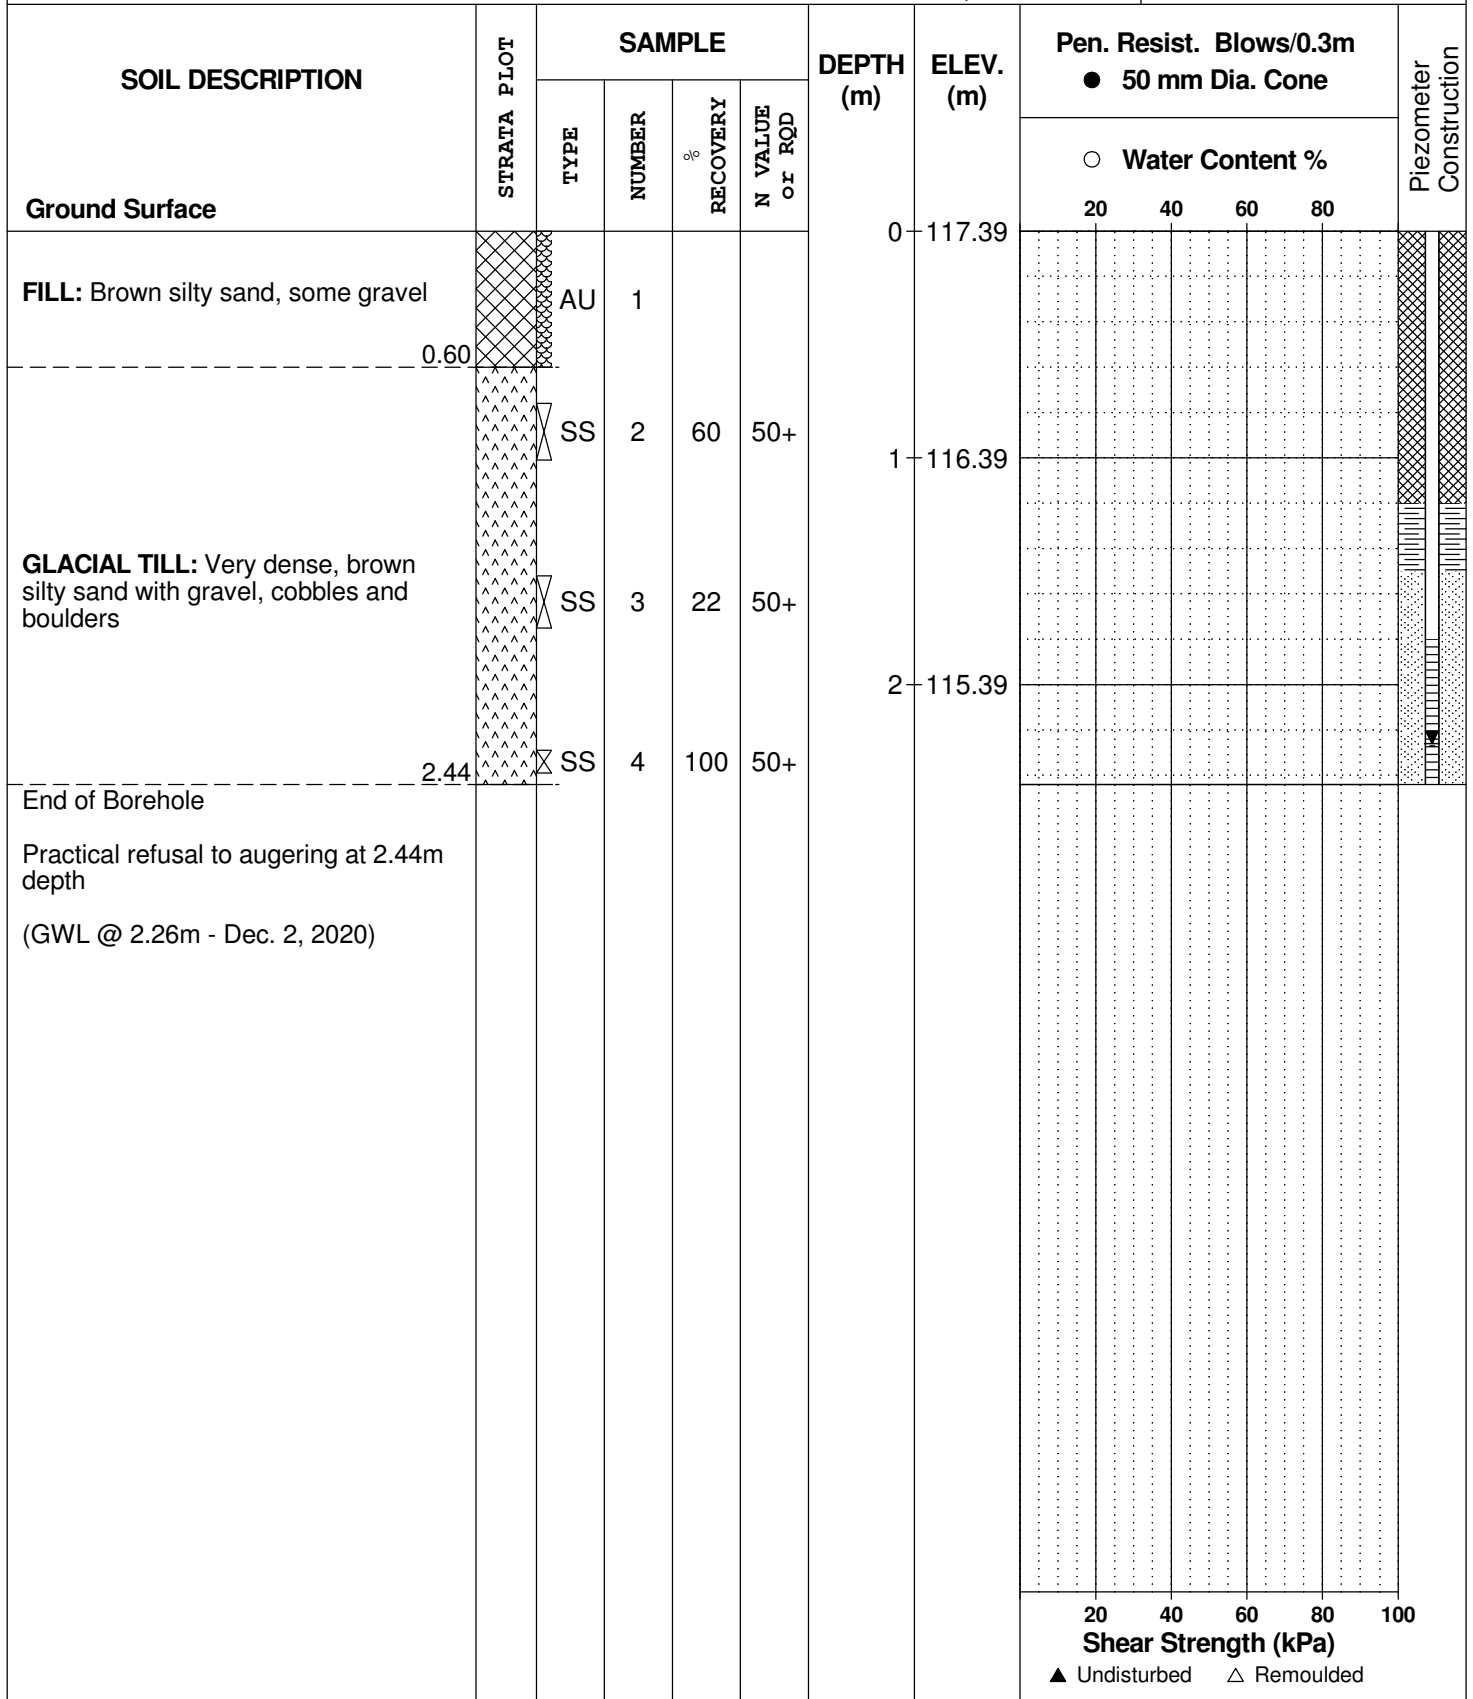 SOIL DESCRIPTION
Ground Surface
STRATA PLOT
SAMPLE
TYPE
NUMBER
%
RECOVERY
N VALUE
or RQD
DEPTH
(m)
ELEV.
(m)
Pen. Resist. Blows/0.3m
● 50 mm Dia. Cone
○ Water Content %
20 40 60 80
Piezometer
Construction
0 117.39
FILL: Brown silty sand, some gravel
AU 1
0.60
SS 2 60 50+
1 116.39
GLACIAL TILL: Very dense, brown
silty sand with gravel, cobbles and
boulders
SS 3 22 50+
2 115.39
SS 4 100 50+
2.44
End of Borehole
Practical refusal to augering at 2.44m
depth
(GWL @ 2.26m - Dec. 2, 2020)
20 40 60 80 100
Shear Strength (kPa)
▲ Undisturbed △ Remoulded